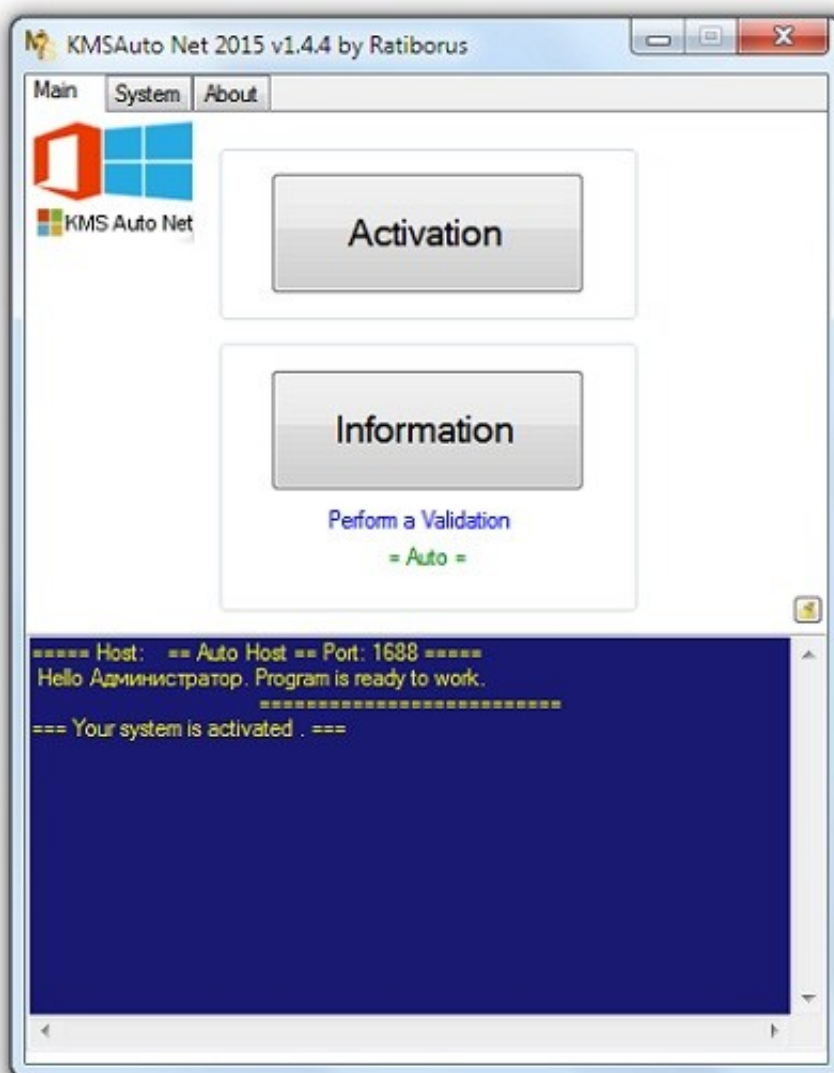 KMSAuto Net 2015 v1.4.4 by Ratiborus
Main System About
KMS Auto Net
Activation
Information
Perform a Validation
= Auto =
===== Host: == Auto Host == Port: 1688 =====
Hello Администратор. Program is ready to work.
==========================
=== Your system is activated . ===